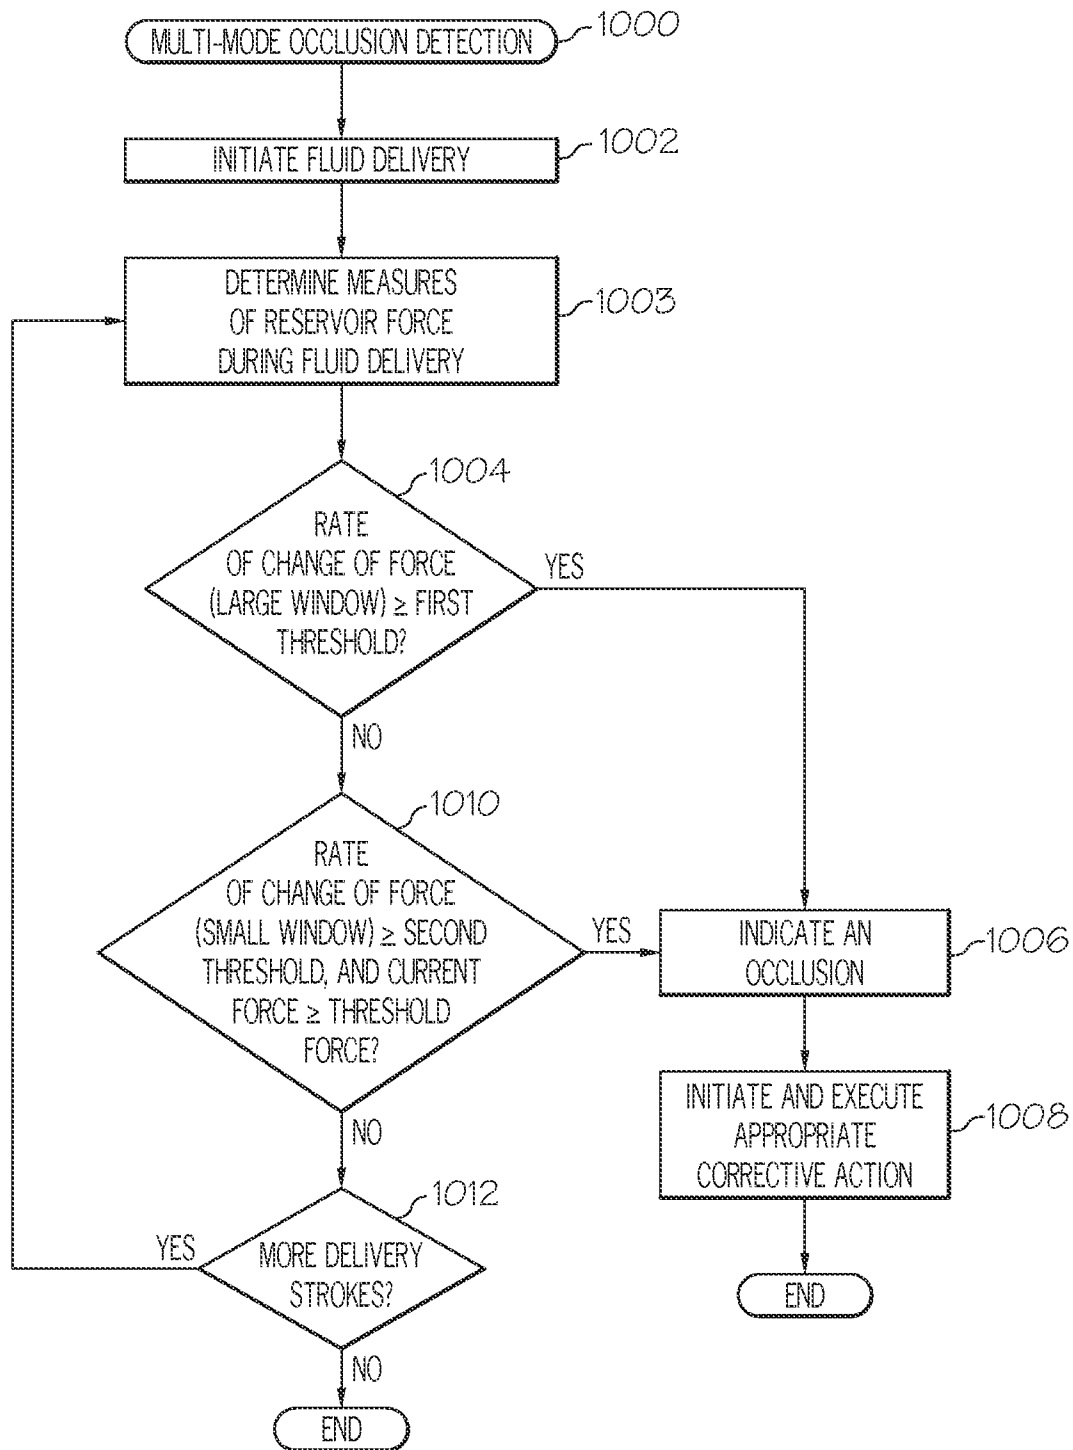 MULTI-MODE OCCLUSION DETECTION
1000
INITIATE FLUID DELIVERY
1002
DETERMINE MEASURES
OF RESERVOIR FORCE
DURING FLUID DELIVERY
1003
1004
RATE
OF CHANGE OF FORCE
(LARGE WINDOW) ≥ FIRST
THRESHOLD?
YES
NO
1010
RATE
OF CHANGE OF FORCE
(SMALL WINDOW) ≥ SECOND
THRESHOLD, AND CURRENT
FORCE ≥ THRESHOLD
FORCE?
YES
NO
INDICATE AN
OCCLUSION
1006
INITIATE AND EXECUTE
APPROPRIATE
CORRECTIVE ACTION
1008
END
1012
MORE DELIVERY
STROKES?
YES
NO
END